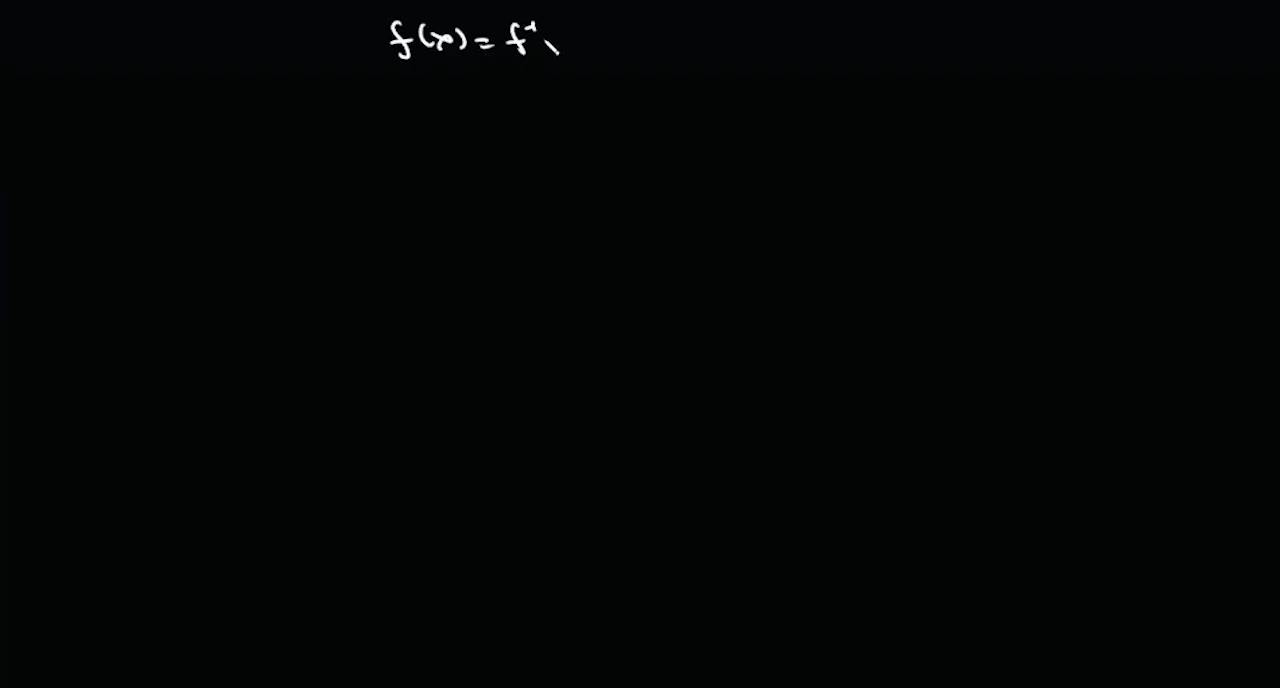 f(x) = f⁻¹